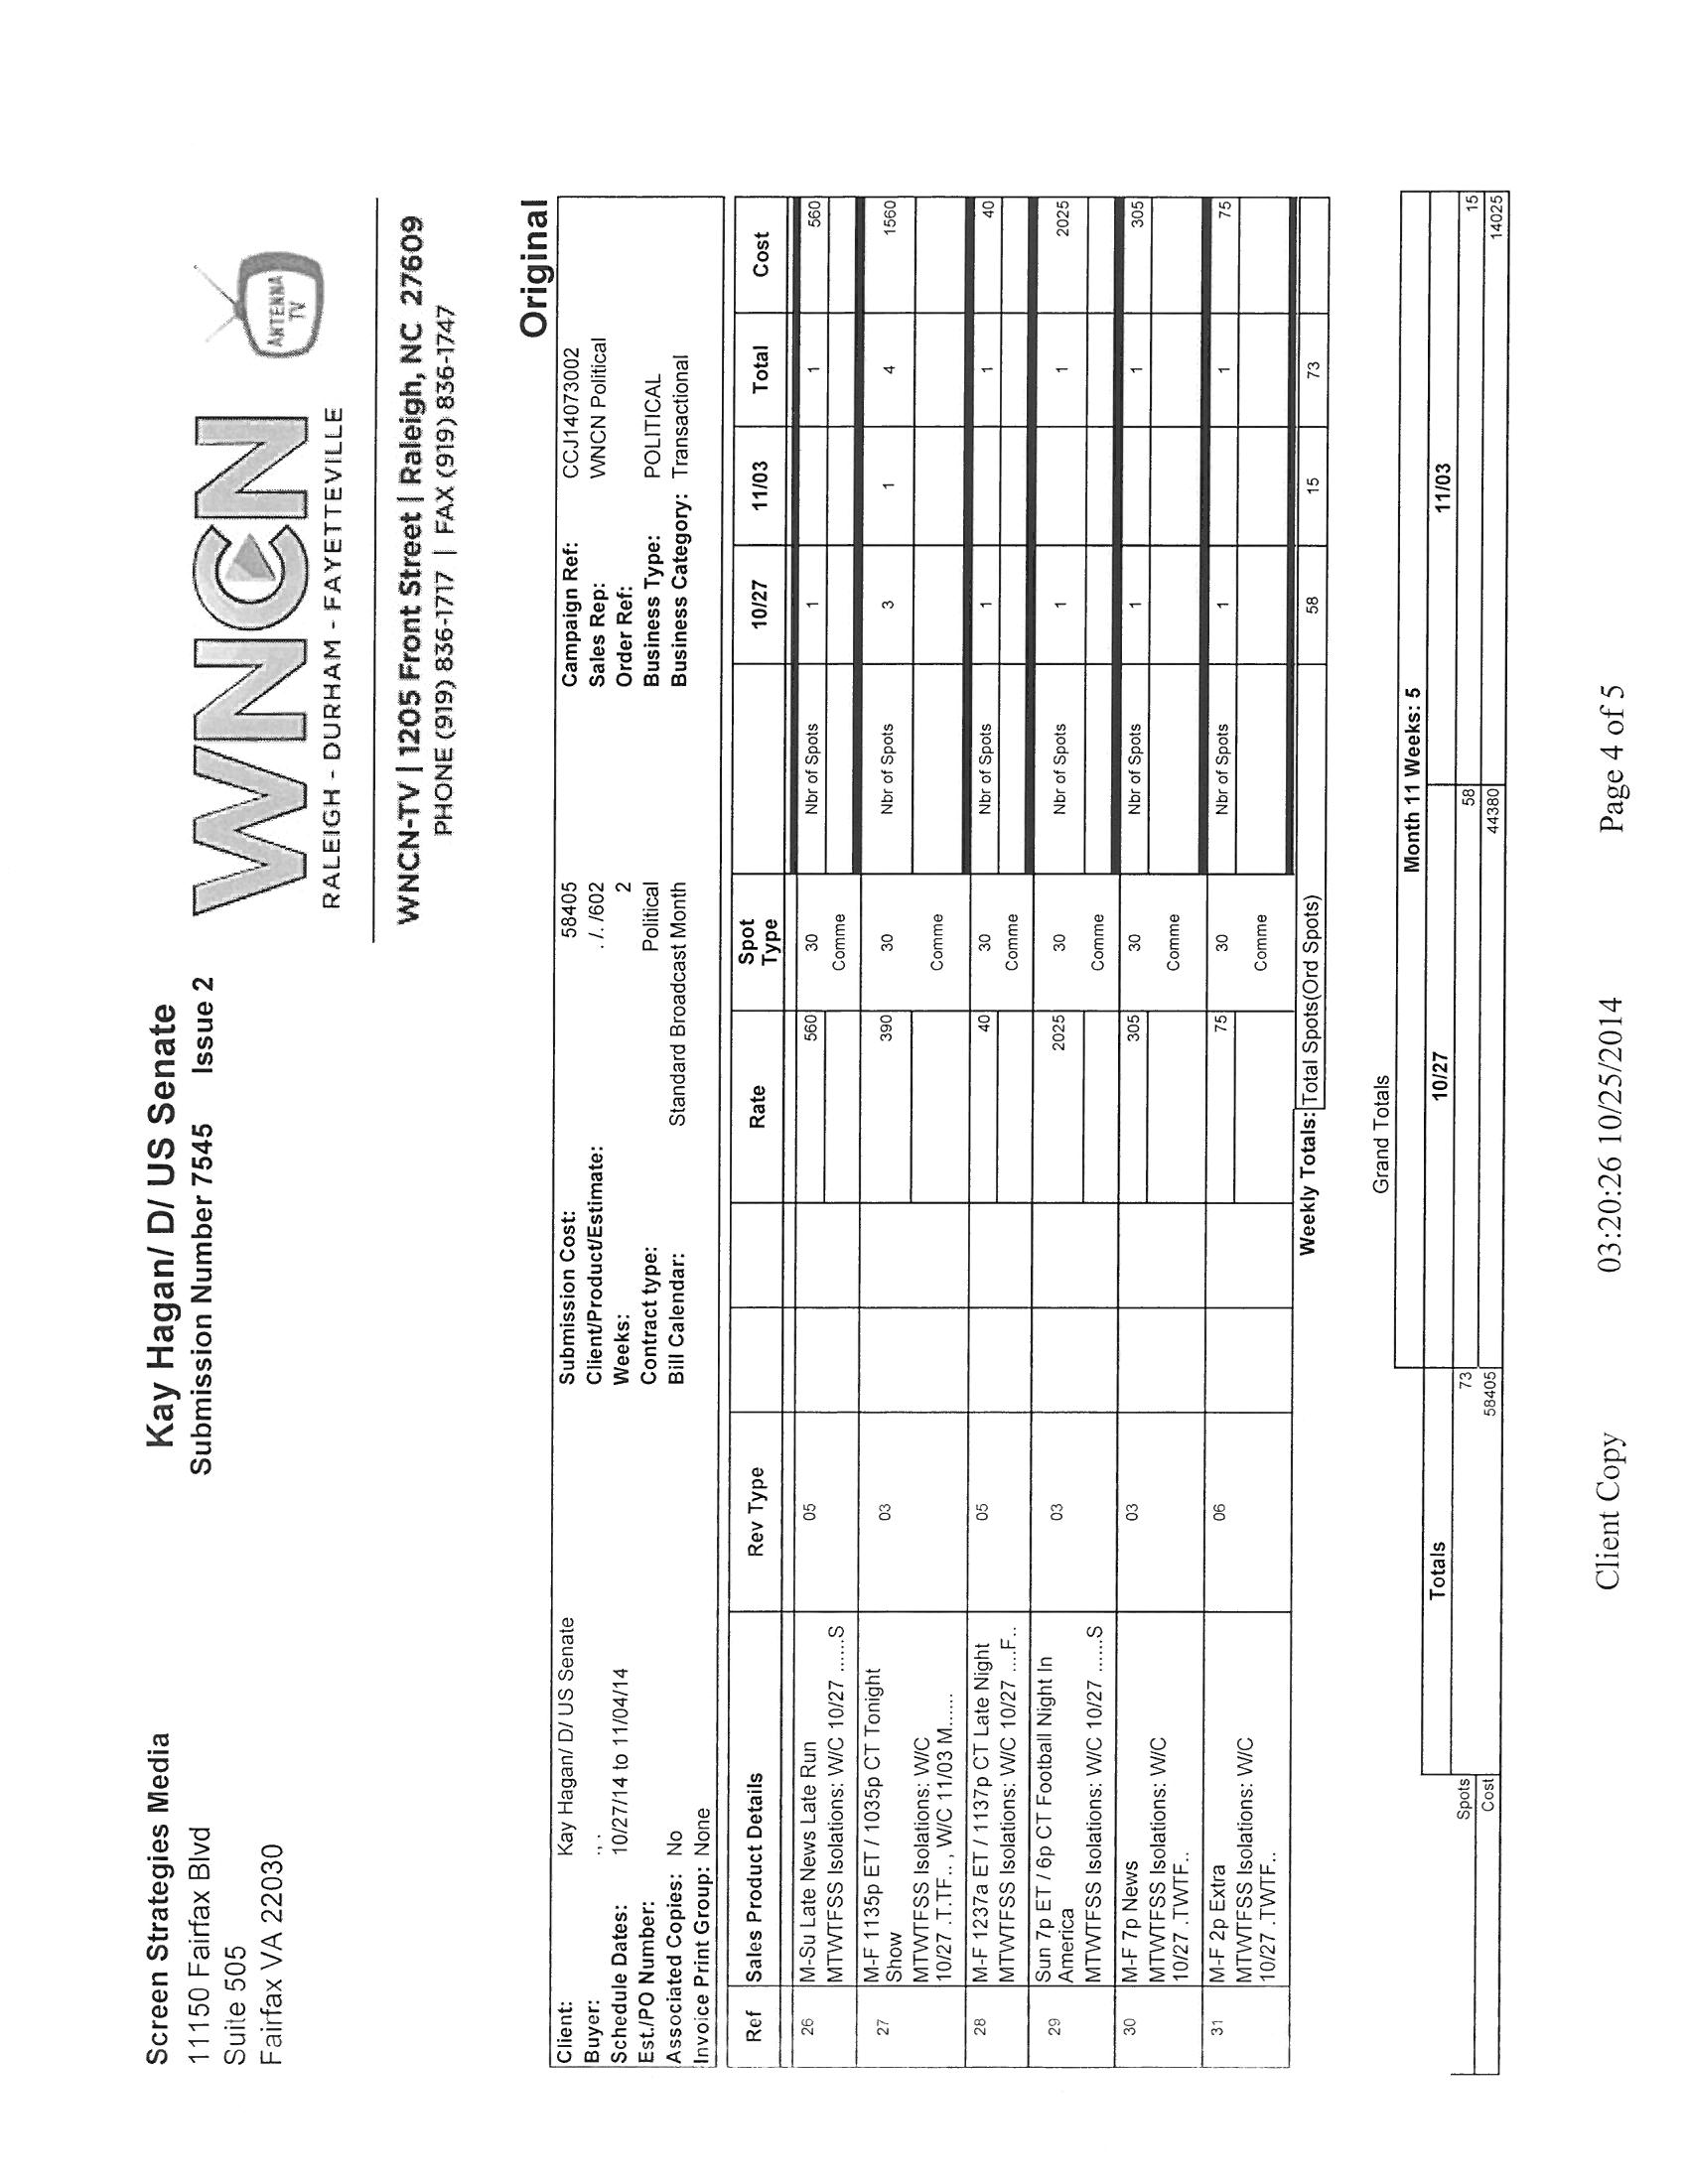 Screen Strategies Media
11150 Fairfax Blvd
Suite 505
Fairfax VA 22030
Kay Hagan/ D/ US Senate
Submission Number 7545 Issue 2
WNCN
RALEIGH - DURHAM - FAYETTEVILLE
ANTENNA
TV
WNCN-TV | 1205 Front Street | Raleigh, NC 27609
PHONE (919) 836-1717 | FAX (919) 836-1747
Original
Client: Kay Hagan/ D/ US Senate Submission Cost: 58405 Campaign Ref: CCJ14073002
Buyer: ., . Client/Product/Estimate: ./. /602 Sales Rep: WNCN Political
Schedule Dates: 10/27/14 to 11/04/14 Weeks: 2 Order Ref:
Est./PO Number: Contract type: Political Business Type: POLITICAL
Associated Copies: No Bill Calendar: Standard Broadcast Month Business Category: Transactional
Invoice Print Group: None
Ref Sales Product Details Rev Type Rate Spot Type 10/27 11/03 Total Cost
26 M-Su Late News Late Run 05 560 30 Nbr of Spots 1 1 560
MTWTFSS Isolations: W/C 10/27 ......S Comme
27 M-F 1135p ET / 1035p CT Tonight 03 390 30 Nbr of Spots 3 1 4 1560
Show
MTWTFSS Isolations: W/C Comme
10/27 .T.TF.. , W/C 11/03 M......
28 M-F 1237a ET / 1137p CT Late Night 05 40 30 Nbr of Spots 1 1 40
MTWTFSS Isolations: W/C 10/27 ....F.. Comme
29 Sun 7p ET / 6p CT Football Night In 03 2025 30 Nbr of Spots 1 1 2025
America
MTWTFSS Isolations: W/C 10/27 ......S Comme
30 M-F 7p News 03 305 30 Nbr of Spots 1 1 305
MTWTFSS Isolations: W/C Comme
10/27 .TWTF..
31 M-F 2p Extra 06 75 30 Nbr of Spots 1 1 75
MTWTFSS Isolations: W/C Comme
10/27 .TWTF..
Weekly Totals: Total Spots(Ord Spots) 58 15 73
Grand Totals
Month 11 Weeks: 5
Totals 10/27 11/03
Spots 73 58 15
Cost 58405 44380 14025
Client Copy 03:20:26 10/25/2014 Page 4 of 5